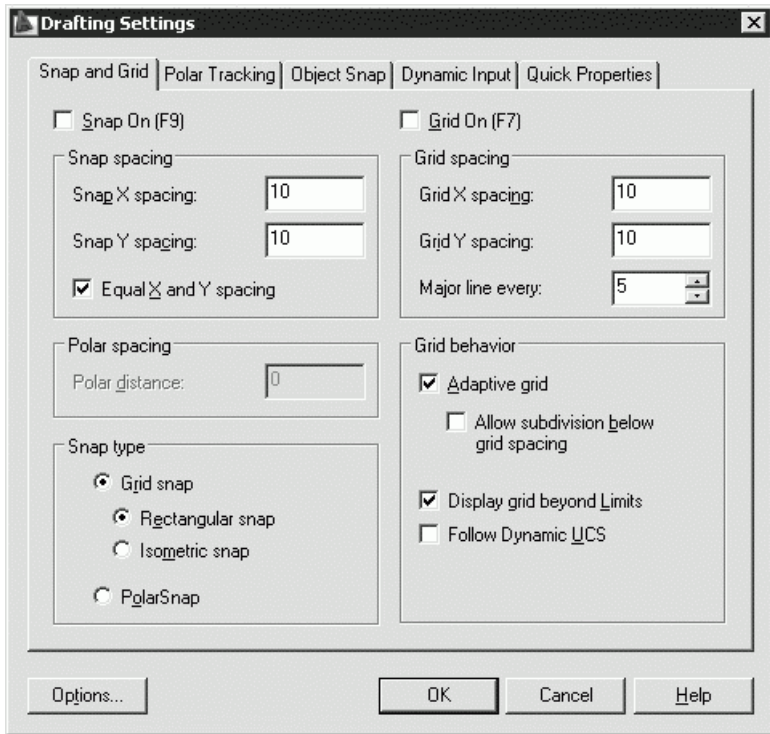 Drafting Settings
Snap and Grid
Polar Tracking
Object Snap
Dynamic Input
Quick Properties
Snap On (F9)
Snap spacing
Snap X spacing:
10
Snap Y spacing:
10
Equal X and Y spacing
Polar spacing
Polar distance:
0
Snap type
Grid snap
Rectangular snap
Isometric snap
PolarSnap
Grid On (F7)
Grid spacing
Grid X spacing:
10
Grid Y spacing:
10
Major line every:
5
Grid behavior
Adaptive grid
Allow subdivision below
grid spacing
Display grid beyond Limits
Follow Dynamic UCS
Options...
OK
Cancel
Help